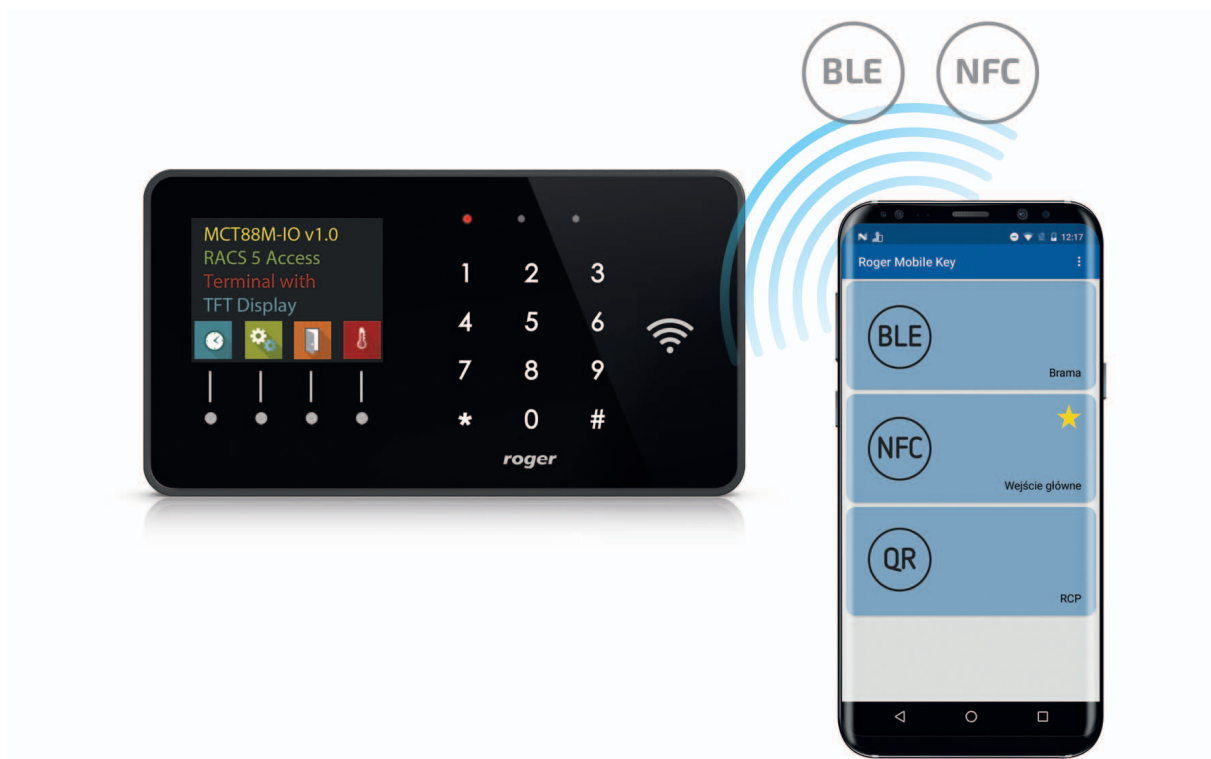 BLE NFC
MCT88M-IO v1.0
RACS 5 Access
Terminal with
TFT Display
1 2 3
4 5 6
7 8 9
* 0 #
roger
12:17
Roger Mobile Key
BLE
Brama
NFC
Wejście główne
QR
RCP